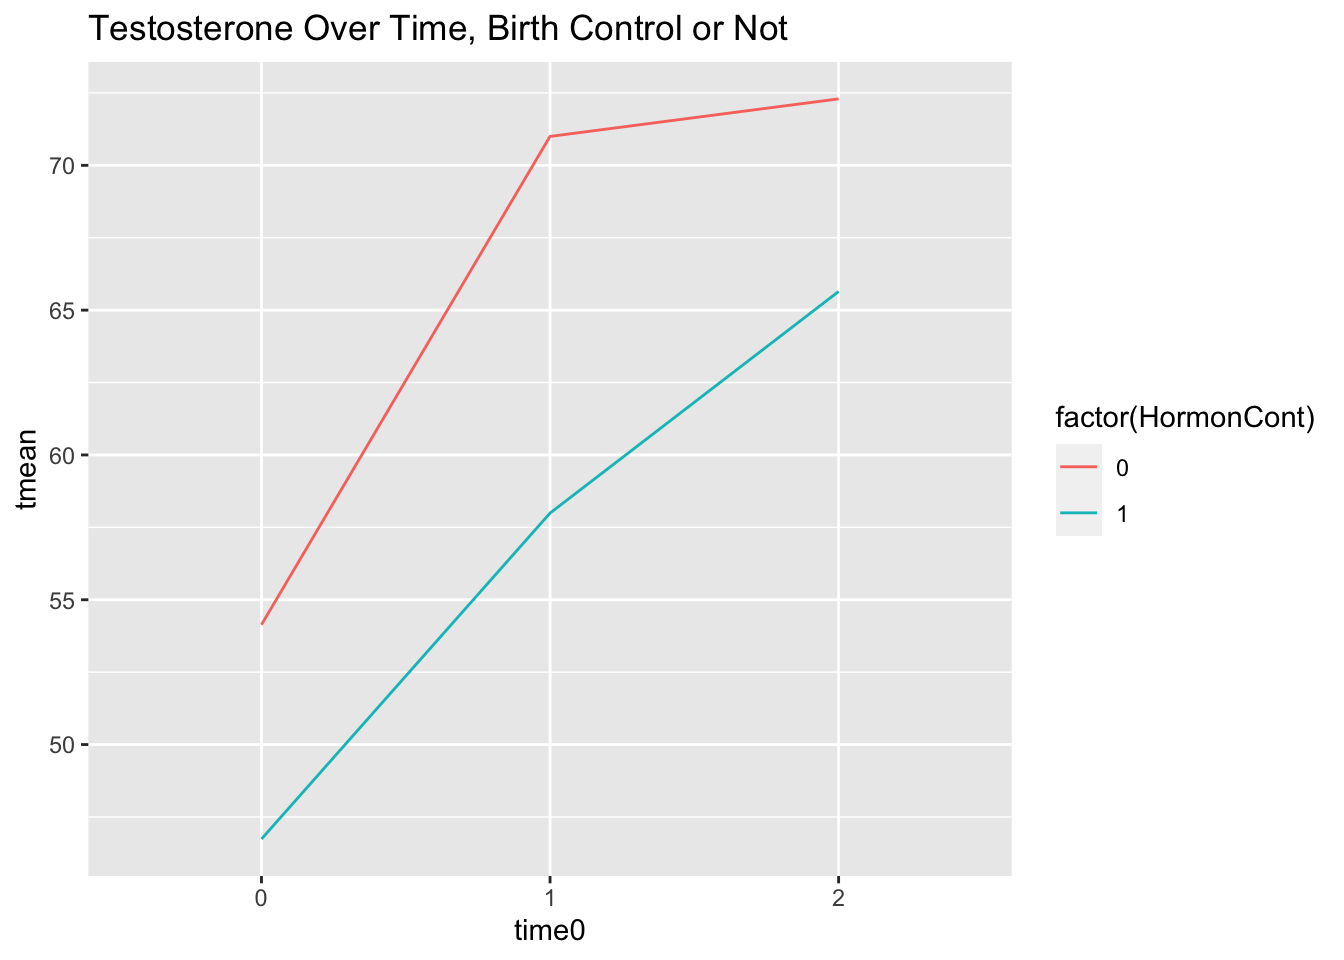 Testosterone Over Time, Birth Control or Not
70
65
60
55
50
tmean
0
1
2
time0
factor(HormonCont)
0
1